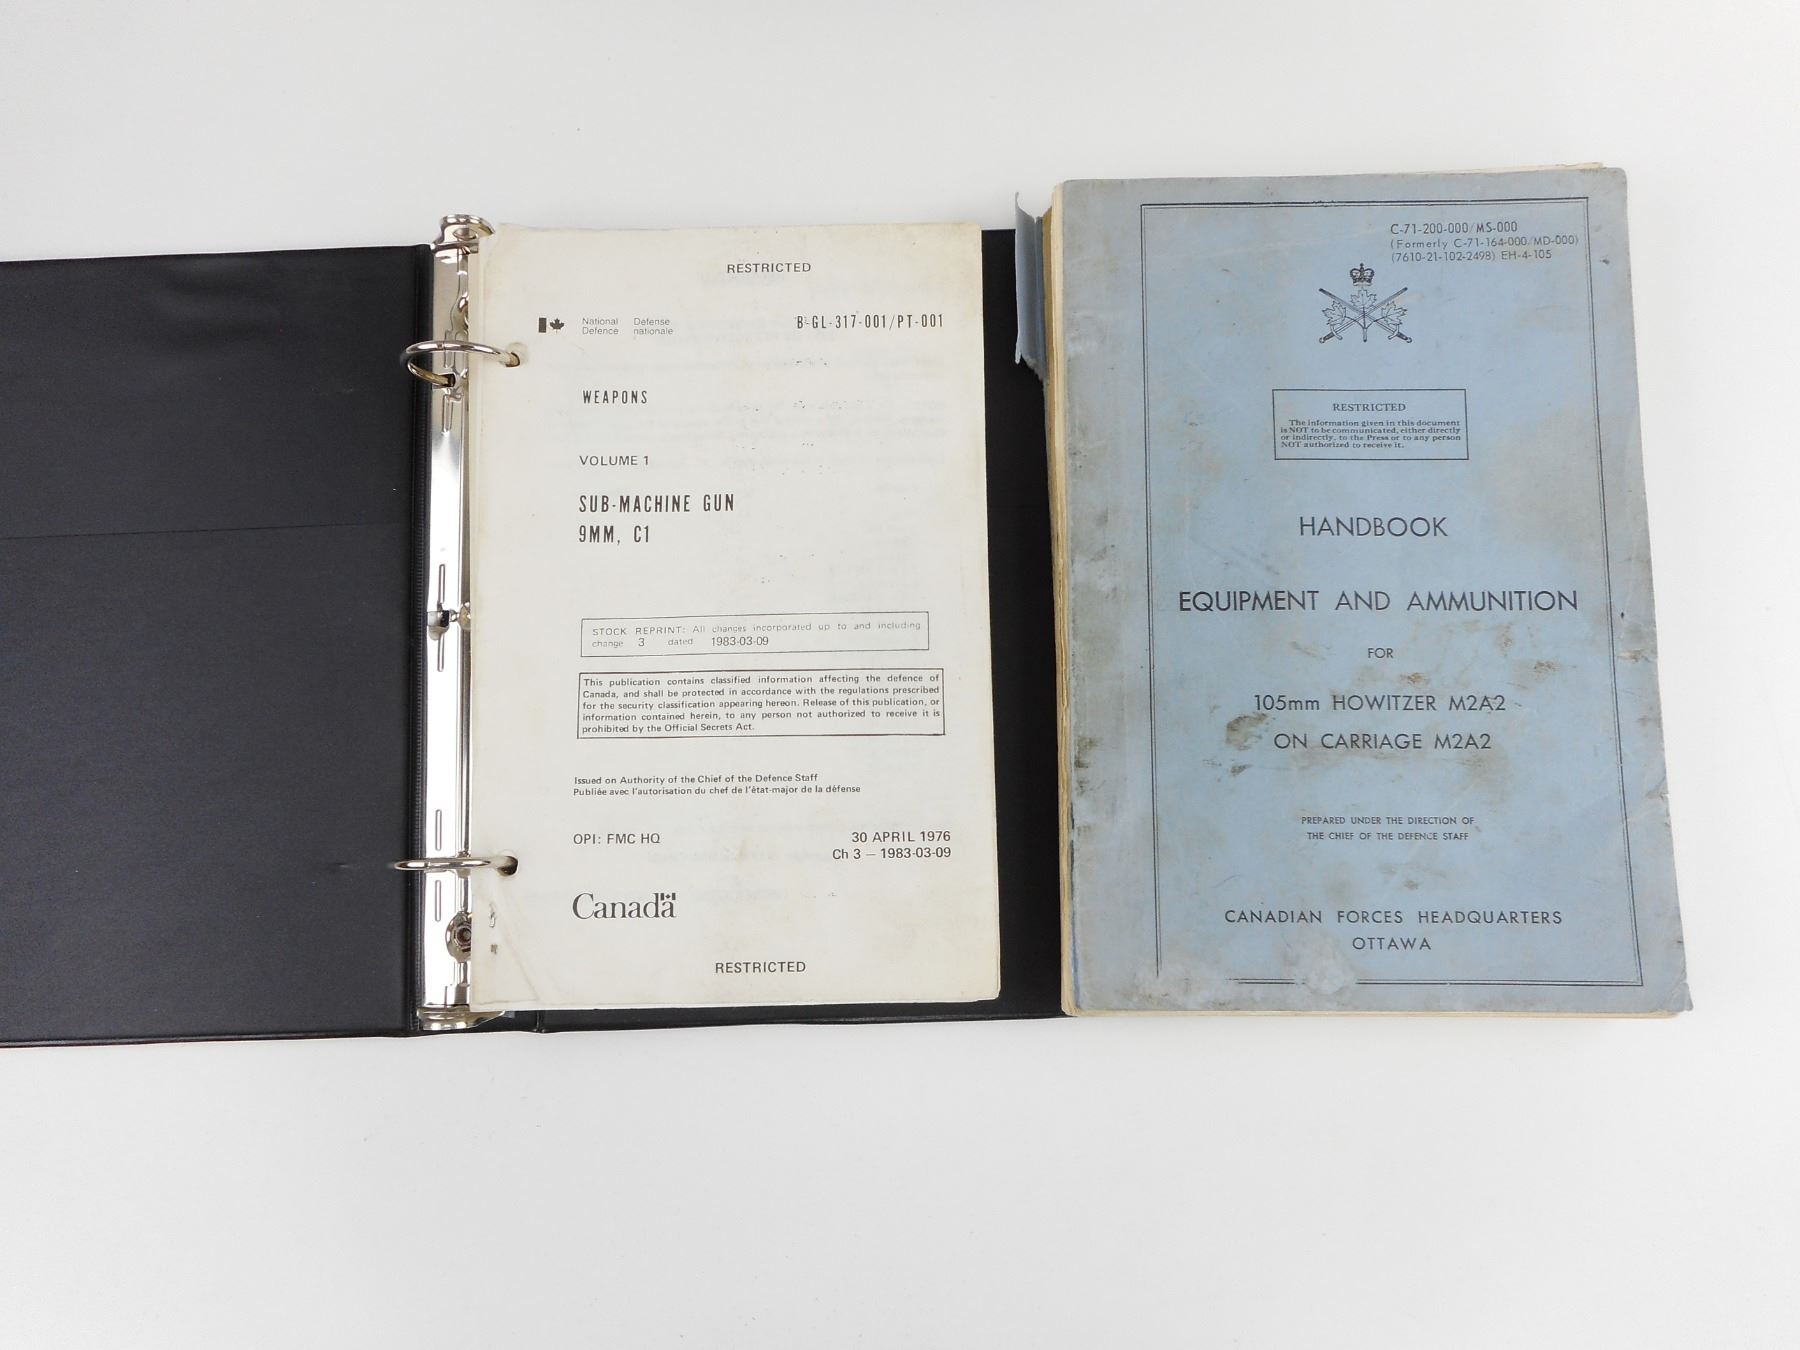 RESTRICTED
National Defence
Défense nationale
B-GL-317-001/PT-001
WEAPONS
VOLUME 1
SUB-MACHINE GUN
9MM, C1
STOCK REPRINT: All changes incorporated up to and including
change 3 dated 1983-03-09
This publication contains classified information affecting the defence of
Canada, and shall be protected in accordance with the regulations prescribed
for the security classification appearing hereon. Release of this publication, or
information contained herein, to any person not authorized to receive it is
prohibited by the Official Secrets Act.
Issued on Authority of the Chief of the Defence Staff
Publiée avec l'autorisation du chef de l'état-major de la défense
OPI: FMC HQ
30 APRIL 1976
Ch 3 – 1983-03-09
Canada
RESTRICTED
C-71-200-000/MS-000
(Formerly C-71-164-000/MD-000)
(7610-21-102-2498) EH-4-105
RESTRICTED
The information given in this document
is NOT to be communicated, either directly
or indirectly, to the Press or to any person
NOT authorized to receive it.
HANDBOOK
EQUIPMENT AND AMMUNITION
FOR
105mm HOWITZER M2A2
ON CARRIAGE M2A2
PREPARED UNDER THE DIRECTION OF
THE CHIEF OF THE DEFENCE STAFF
CANADIAN FORCES HEADQUARTERS
OTTAWA